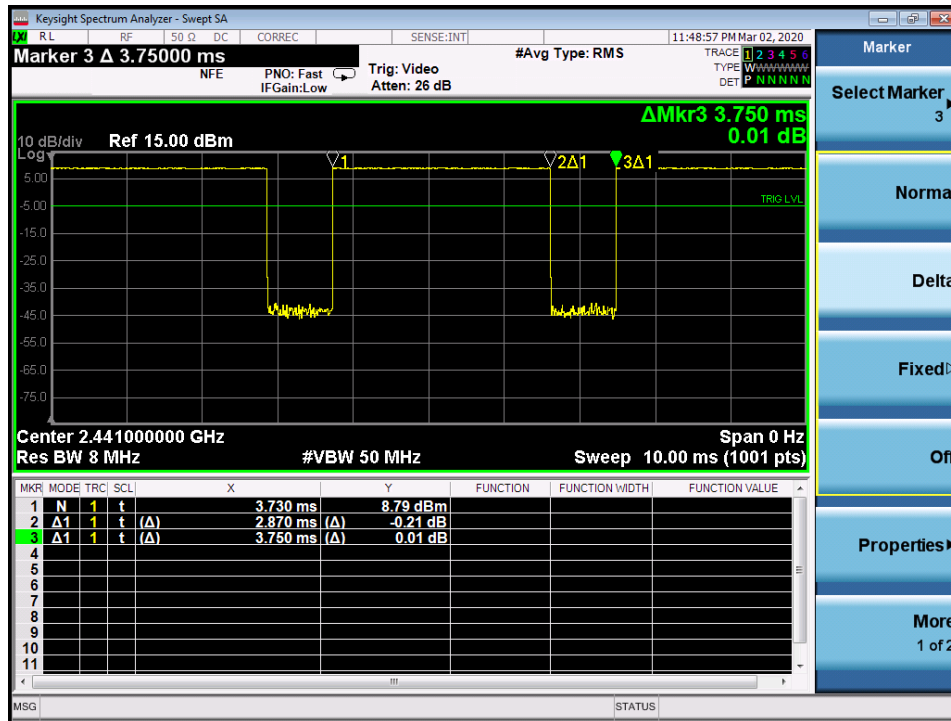 Keysight Spectrum Analyzer - Swept SA
LXI RL RF 50 Ω DC CORREC SENSE:INT 11:48:57 PM Mar 02, 2020
Marker 3 Δ 3.75000 ms #Avg Type: RMS TRACE 1 2 3 4 5 6
NFE PNO: Fast Trig: Video TYPE WWWWWW
IFGain:Low Atten: 26 dB DET P N N N N N
ΔMkr3 3.750 ms
0.01 dB
10 dB/div Ref 15.00 dBm
Log
1 2Δ1 3Δ1
5.00
-5.00 TRIG LVL
-15.0
-25.0
-35.0
-45.0
-55.0
-65.0
-75.0
Center 2.441000000 GHz Span 0 Hz
Res BW 8 MHz #VBW 50 MHz Sweep 10.00 ms (1001 pts)
MKR MODE TRC SCL X Y FUNCTION FUNCTION WIDTH FUNCTION VALUE
1 N 1 t 3.730 ms 8.79 dBm
2 Δ1 1 t (Δ) 2.870 ms (Δ) -0.21 dB
3 Δ1 1 t (Δ) 3.750 ms (Δ) 0.01 dB
4
5
6
7
8
9
10
11
MSG STATUS
Marker
Select Marker
3
Norma
Delta
Fixed
Off
Properties
More
1 of 2